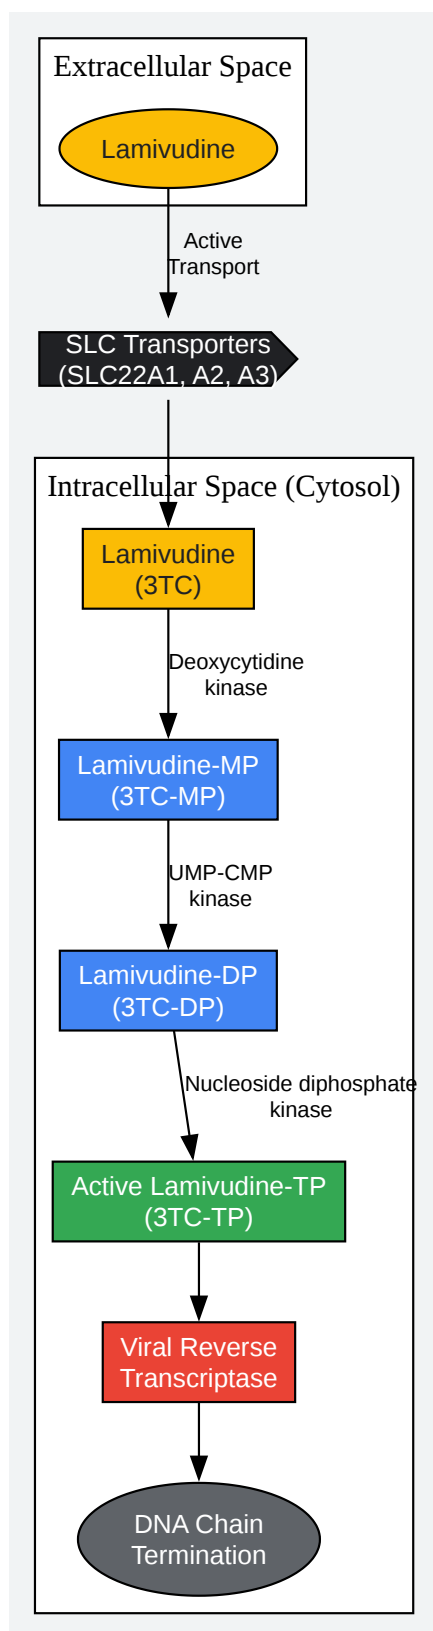 Extracellular Space
Lamivudine
Active
Transport
SLC Transporters
(SLC22A1, A2, A3)
Intracellular Space (Cytosol)
Lamivudine
(3TC)
Deoxycytidine
kinase
Lamivudine-MP
(3TC-MP)
UMP-CMP
kinase
Lamivudine-DP
(3TC-DP)
Nucleoside diphosphate
kinase
Active Lamivudine-TP
(3TC-TP)
Viral Reverse
Transcriptase
DNA Chain
Termination